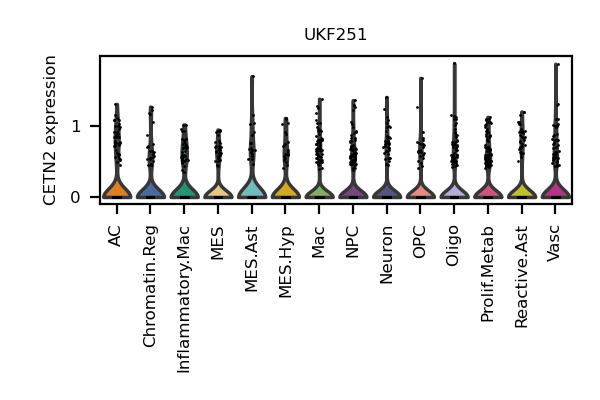 UKF251
CETN2 expression
1
0
AC
Chromatin.Reg
Inflammatory.Mac
MES
MES.Ast
MES.Hyp
Mac
NPC
Neuron
OPC
Oligo
Prolif.Metab
Reactive.Ast
Vasc